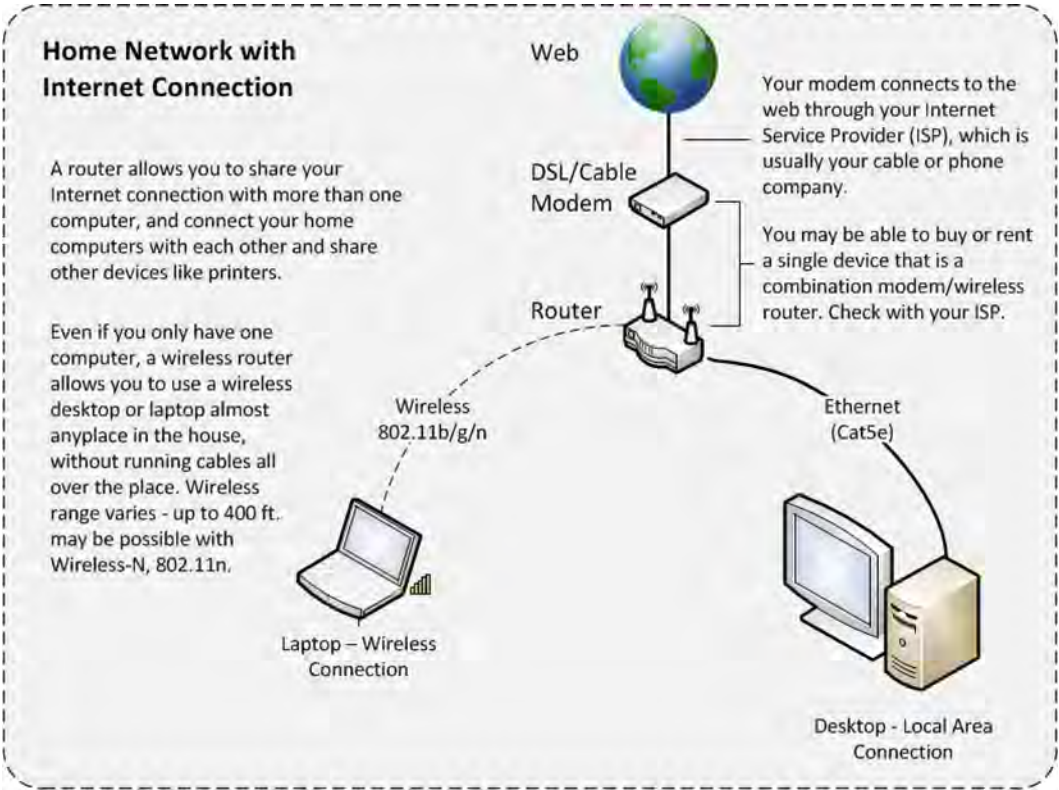 Home Network with
Internet Connection
A router allows you to share your
Internet connection with more than one
computer, and connect your home
computers with each other and share
other devices like printers.
Even if you only have one
computer, a wireless router
allows you to use a wireless
desktop or laptop almost
anyplace in the house,
without running cables all
over the place. Wireless
range varies - up to 400 ft.
may be possible with
Wireless-N, 802.11n.
Web
Your modem connects to the
web through your Internet
Service Provider (ISP), which is
usually your cable or phone
company.
DSL/Cable
Modem
You may be able to buy or rent
a single device that is a
combination modem/wireless
router. Check with your ISP.
Router
Wireless
802.11b/g/n
Ethernet
(Cat5e)
Laptop – Wireless
Connection
Desktop - Local Area
Connection